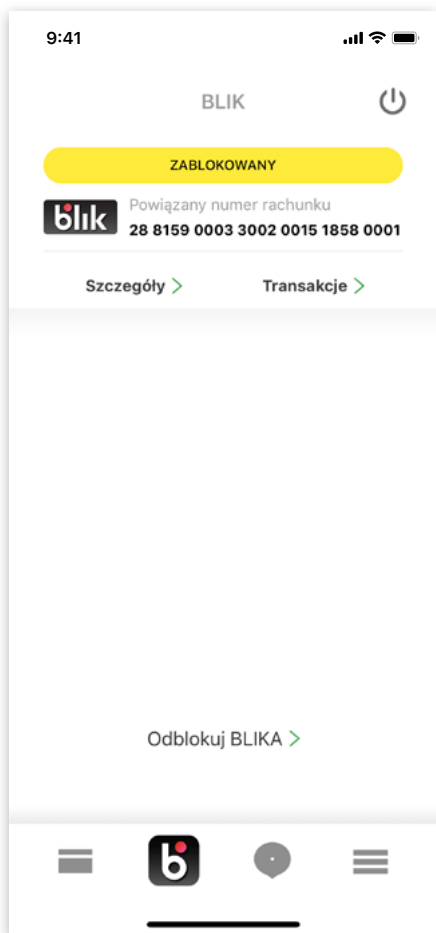 9:41
BLIK
ZABLOKOWANY
blik
Powiązany numer rachunku
28 8159 0003 3002 0015 1858 0001
Szczegóły
Transakcje
Odblokuj BLIKA
b